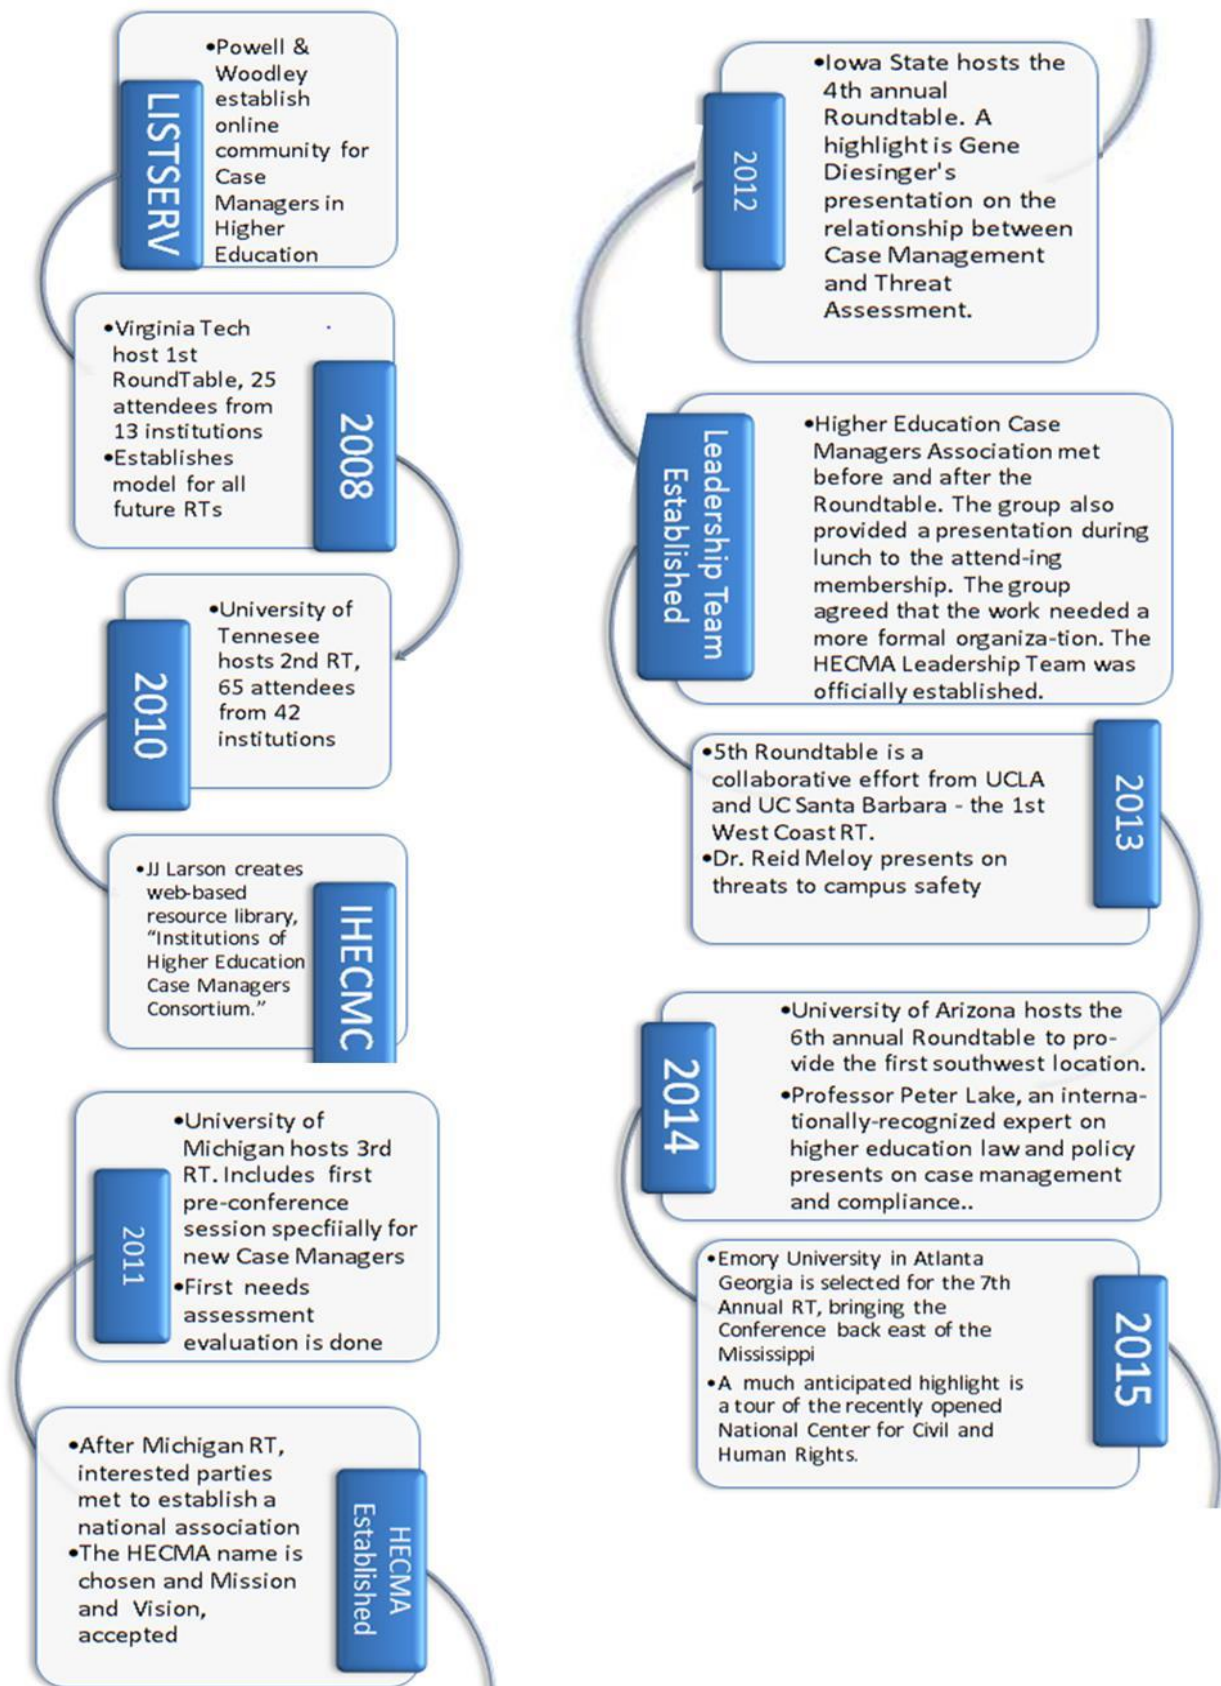 LISTSERV
•Powell &
Woodley
establish
online
community for
Case
Managers in
Higher
Education
•Virginia Tech
host 1st
RoundTable, 25
attendees from
13 institutions
•Establishes
model for all
future RTs
2008
2010
•University of
Tennesee
hosts 2nd RT,
65 attendees
from 42
institutions
•JJ Larson creates
web-based
resource library,
“Institutions of
Higher Education
Case Managers
Consortium.”
IHECMC
2011
•University of
Michigan hosts 3rd
RT. Includes first
pre-conference
session specfiially for
new Case Managers
•First needs
assessment
evaluation is done
•After Michigan RT,
interested parties
met to establish a
national association
•The HECMA name is
chosen and Mission
and Vision,
accepted
HECMA
Established
2012
•Iowa State hosts the
4th annual
Roundtable. A
highlight is Gene
Diesinger's
presentation on the
relationship between
Case Management
and Threat
Assessment.
Leadership Team
Established
•Higher Education Case
Managers Association met
before and after the
Roundtable. The group also
provided a presentation during
lunch to the attend-ing
membership. The group
agreed that the work needed a
more formal organiza-tion. The
HECMA Leadership Team was
officially established.
•5th Roundtable is a
collaborative effort from UCLA
and UC Santa Barbara - the 1st
West Coast RT.
•Dr. Reid Meloy presents on
threats to campus safety
2013
2014
•University of Arizona hosts the
6th annual Roundtable to pro-
vide the first southwest location.
•Professor Peter Lake, an interna-
tionally-recognized expert on
higher education law and policy
presents on case management
and compliance..
•Emory University in Atlanta
Georgia is selected for the 7th
Annual RT, bringing the
Conference back east of the
Mississippi
•A much anticipated highlight is
a tour of the recently opened
National Center for Civil and
Human Rights.
2015